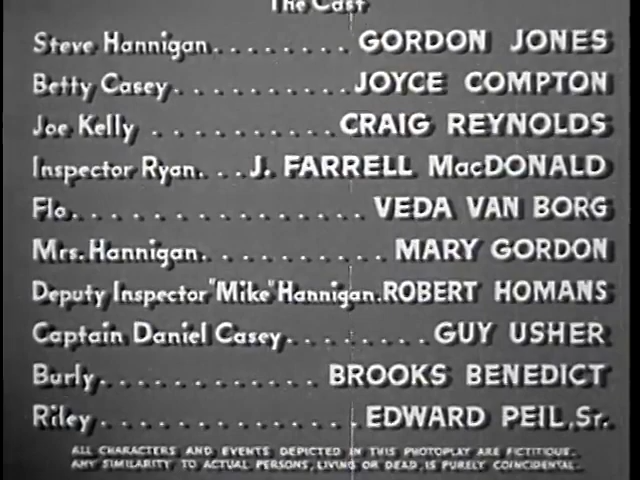 The Cast
Steve Hannigan........ GORDON JONES
Betty Casey...........JOYCE COMPTON
Joe Kelly ...........CRAIG REYNOLDS
Inspector Ryan...J. FARRELL MacDONALD
Flo.................. VEDA VAN BORG
Mrs. Hannigan........... MARY GORDON
Deputy Inspector "Mike" Hannigan.ROBERT HOMANS
Captain Daniel Casey......... GUY USHER
Burly............. BROOKS BENEDICT
Riley................EDWARD PEIL, Sr.
ALL CHARACTERS AND EVENTS DEPICTED IN THIS PHOTOPLAY ARE FICTITIOUS.
ANY SIMILARITY TO ACTUAL PERSONS, LIVING OR DEAD, IS PURELY COINCIDENTAL.